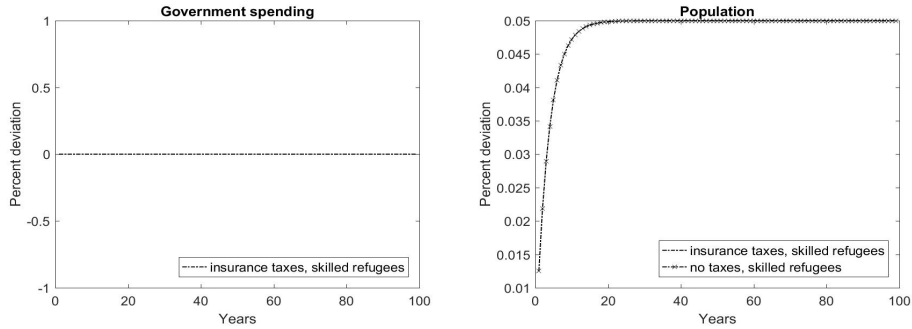 Government spending
Percent deviation
1
0.5
0
-0.5
-1
insurance taxes, skilled refugees
0 20 40 60 80 100
Years
Population
Percent deviation
0.05
0.045
0.04
0.035
0.03
0.025
0.02
0.015
0.01
insurance taxes, skilled refugees
no taxes, skilled refugees
0 20 40 60 80 100
Years